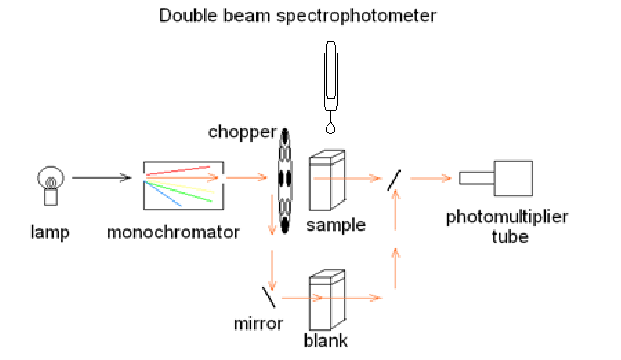 Double beam spectrophotometer
chopper
lamp
monochromator
sample
photomultiplier
tube
mirror
blank